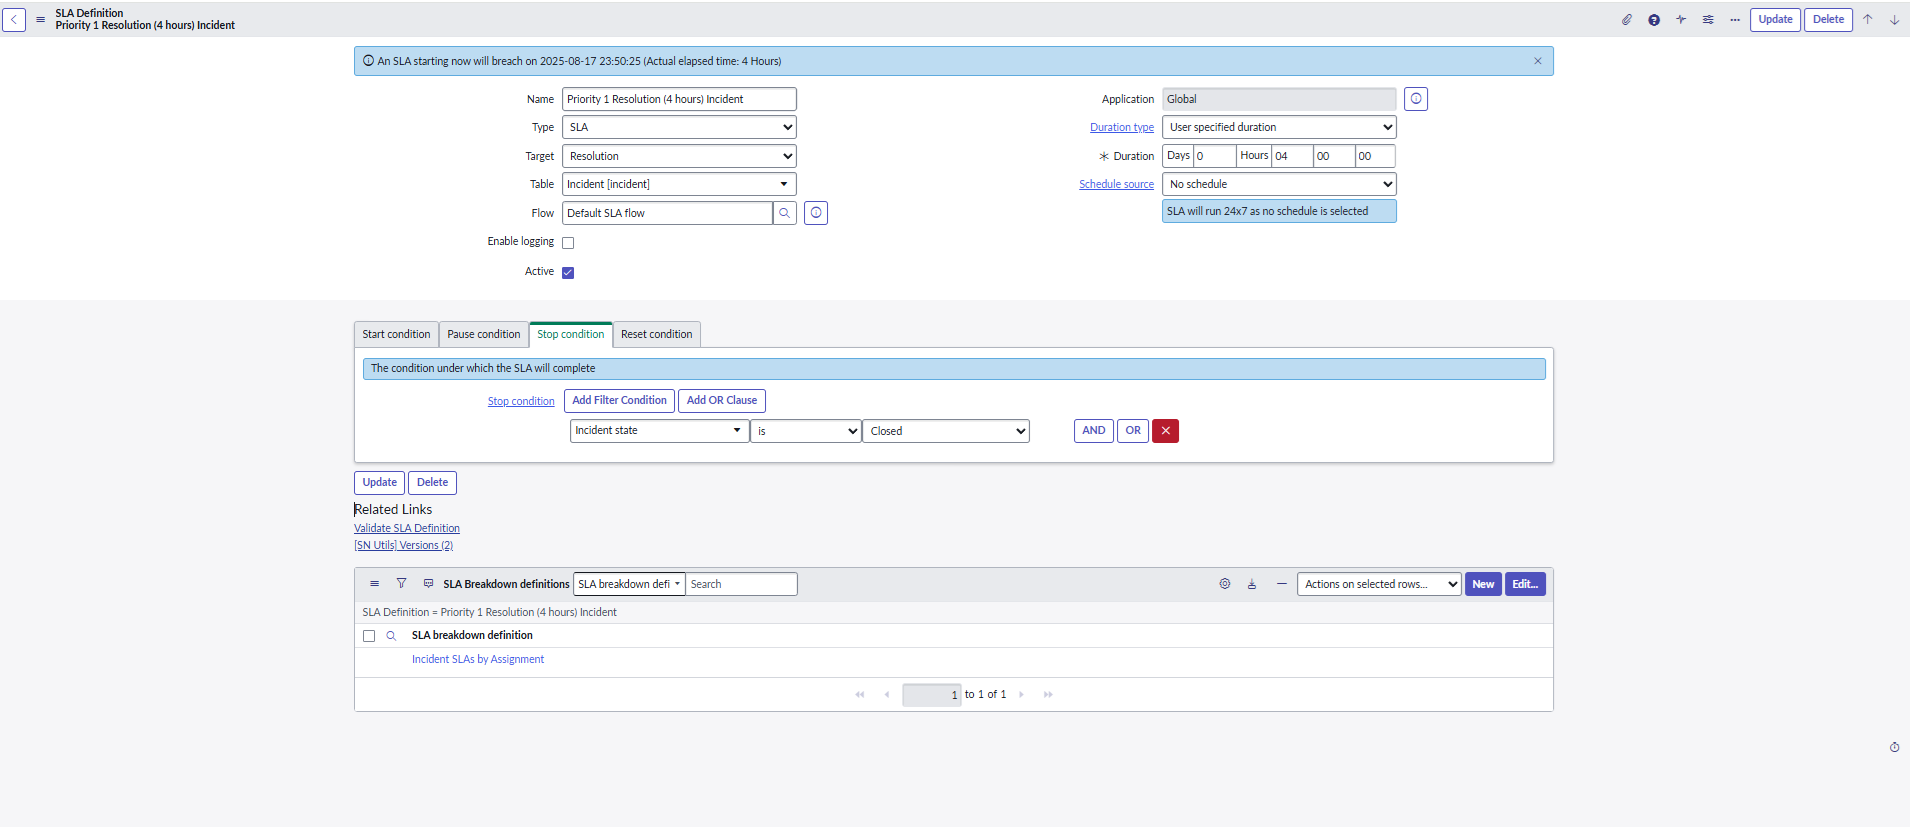 SLA Definition
Priority 1 Resolution (4 hours) Incident
Update Delete
An SLA starting now will breach on 2025-08-17 23:50:25 (Actual elapsed time: 4 Hours)
Name Priority 1 Resolution (4 hours) Incident
Application Global
Type SLA
Duration type User specified duration
Target Resolution
Duration Days 0 Hours 04 00 00
Table Incident [incident]
Schedule source No schedule
Flow Default SLA flow
SLA will run 24x7 as no schedule is selected
Enable logging
Active
Start condition Pause condition Stop condition Reset condition
The condition under which the SLA will complete
Stop condition Add Filter Condition Add OR Clause
Incident state is Closed AND OR
Update Delete
Related Links
Validate SLA Definition
[SN Utils] Versions (2)
SLA Breakdown definitions SLA breakdown defi Search Actions on selected rows... New Edit...
SLA Definition = Priority 1 Resolution (4 hours) Incident
SLA breakdown definition
Incident SLAs by Assignment
1 to 1 of 1